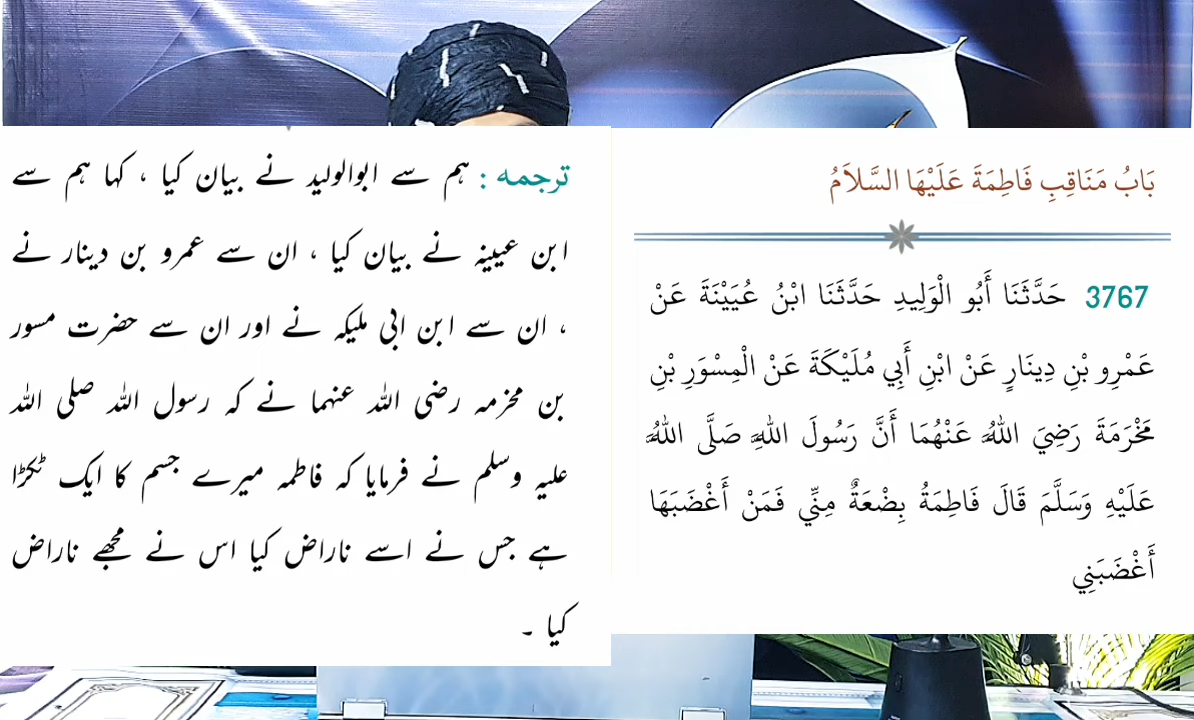 بَابُ مَنَاقِبِ فَاطِمَةَ عَلَيْهَا السَّلاَمُ
3767 حَدَّثَنَا أَبُو الْوَلِيدِ حَدَّثَنَا ابْنُ عُيَيْنَةَ عَنْ
عَمْرِو بْنِ دِينَارٍ عَنْ ابْنِ أَبِي مُلَيْكَةَ عَنْ الْمِسْوَرِ بْنِ
مَخْرَمَةَ رَضِيَ اللَّهُ عَنْهُمَا أَنَّ رَسُولَ اللَّهِ صَلَّى اللَّهُ
عَلَيْهِ وَسَلَّمَ قَالَ فَاطِمَةُ بِضْعَةٌ مِنِّي فَمَنْ أَغْضَبَهَا
أَغْضَبَنِي
ترجمہ : ہم سے ابوالولید نے بیان کیا ، کہا ہم سے
ابن عیینہ نے بیان کیا ، ان سے عمرو بن دینار نے
، ان سے ابن ابی ملیکہ نے اور ان سے حضرت مسور
بن مخرمہ رضی اللہ عنہما نے کہ رسول اللہ صلی اللہ
علیہ وسلم نے فرمایا کہ فاطمہ میرے جسم کا ایک ٹکڑا
ہے جس نے اسے ناراض کیا اس نے مجھے ناراض
کیا ۔